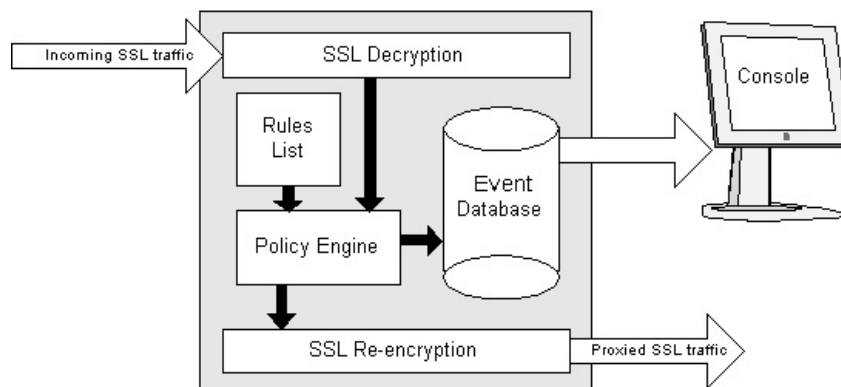 Incoming SSL traffic
SSL Decryption
Console
Rules
List
Event
Database
Policy Engine
SSL Re-encryption
Proxied SSL traffic